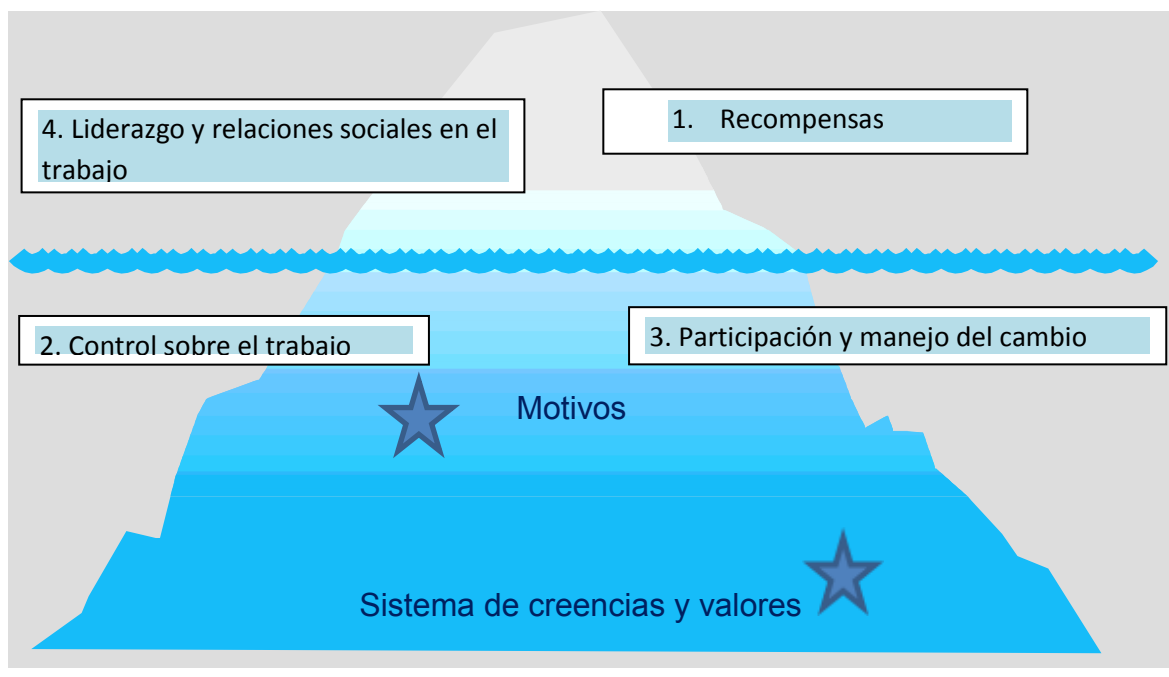 4. Liderazgo y relaciones sociales en el
trabajo
1. Recompensas
2. Control sobre el trabajo
3. Participación y manejo del cambio
Motivos
Sistema de creencias y valores